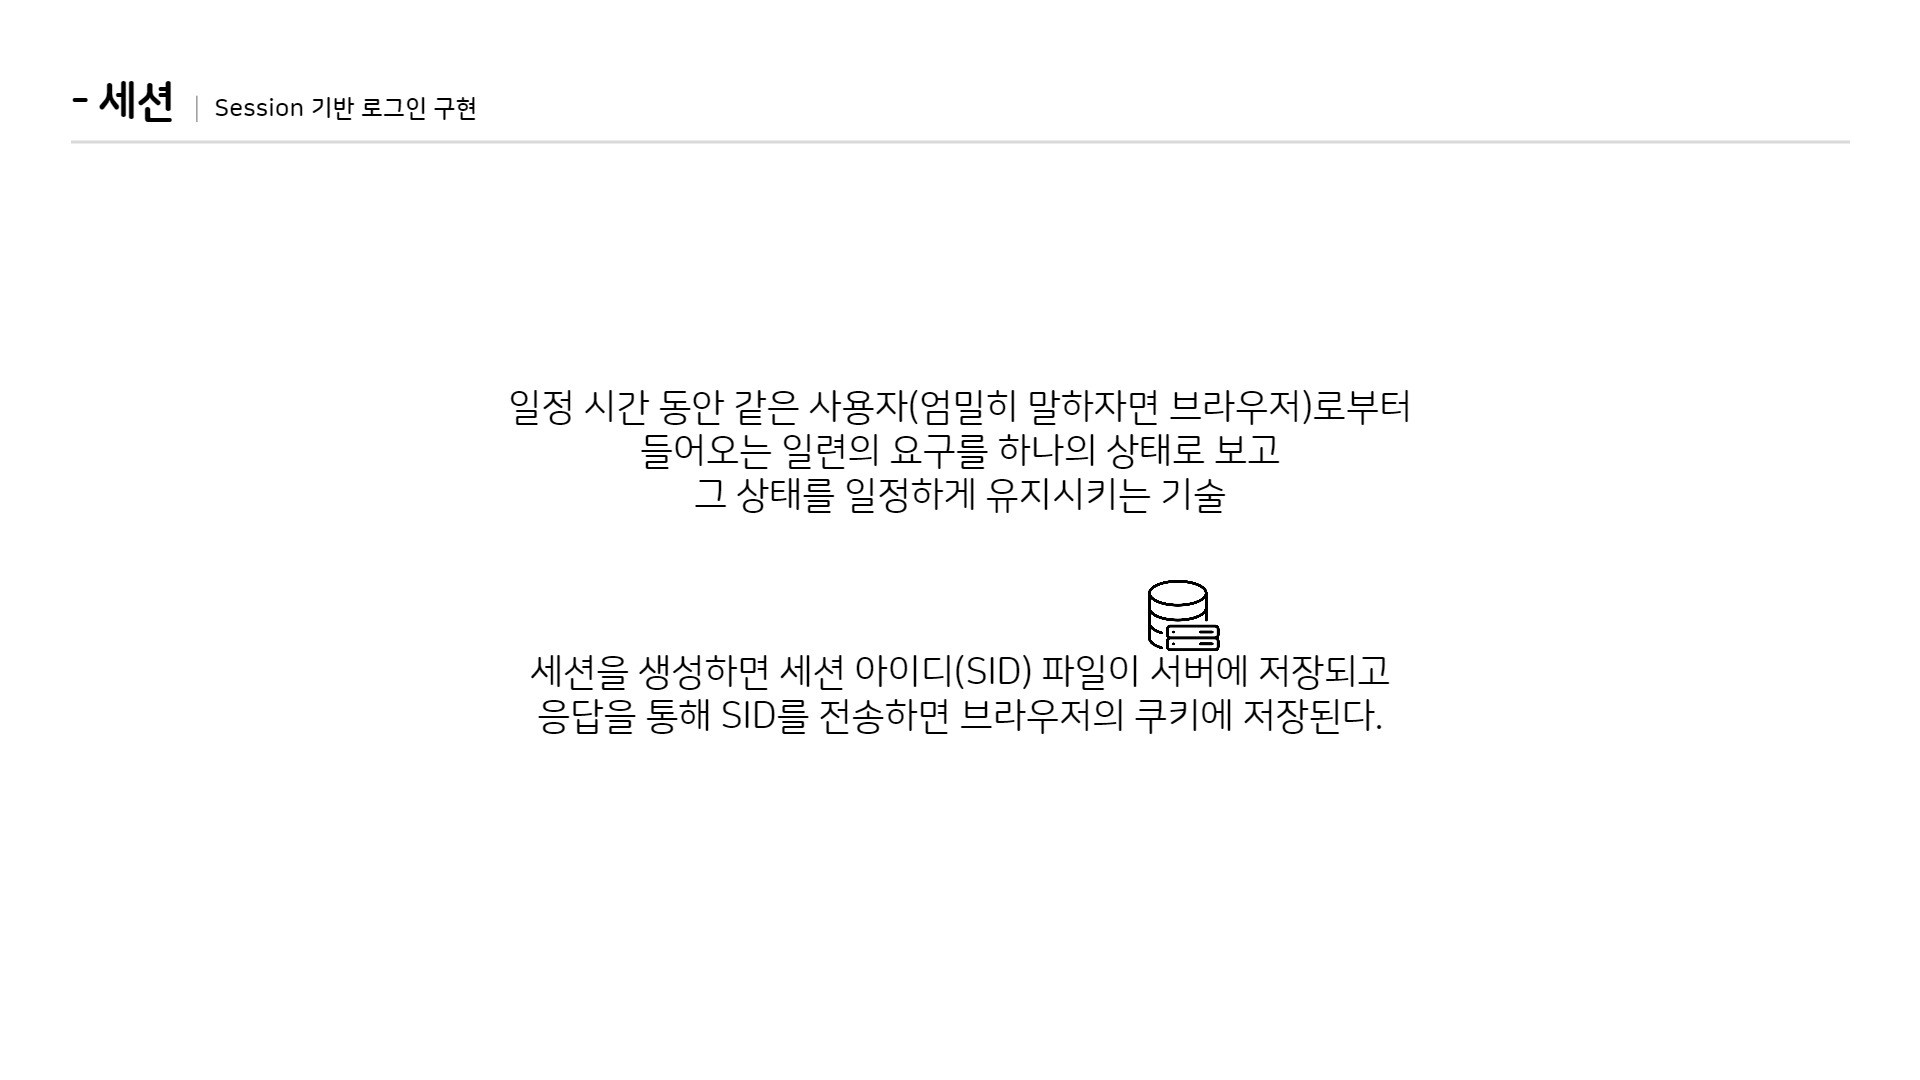 - 세션 | Session 기반 로그인 구현
일정 시간 동안 같은 사용자(엄밀히 말하자면 브라우저)로부터
들어오는 일련의 요구를 하나의 상태로 보고
그 상태를 일정하게 유지시키는 기술
세션을 생성하면 세션 아이디(SID) 파일이 서버에 저장되고
응답을 통해 SID를 전송하면 브라우저의 쿠키에 저장된다.